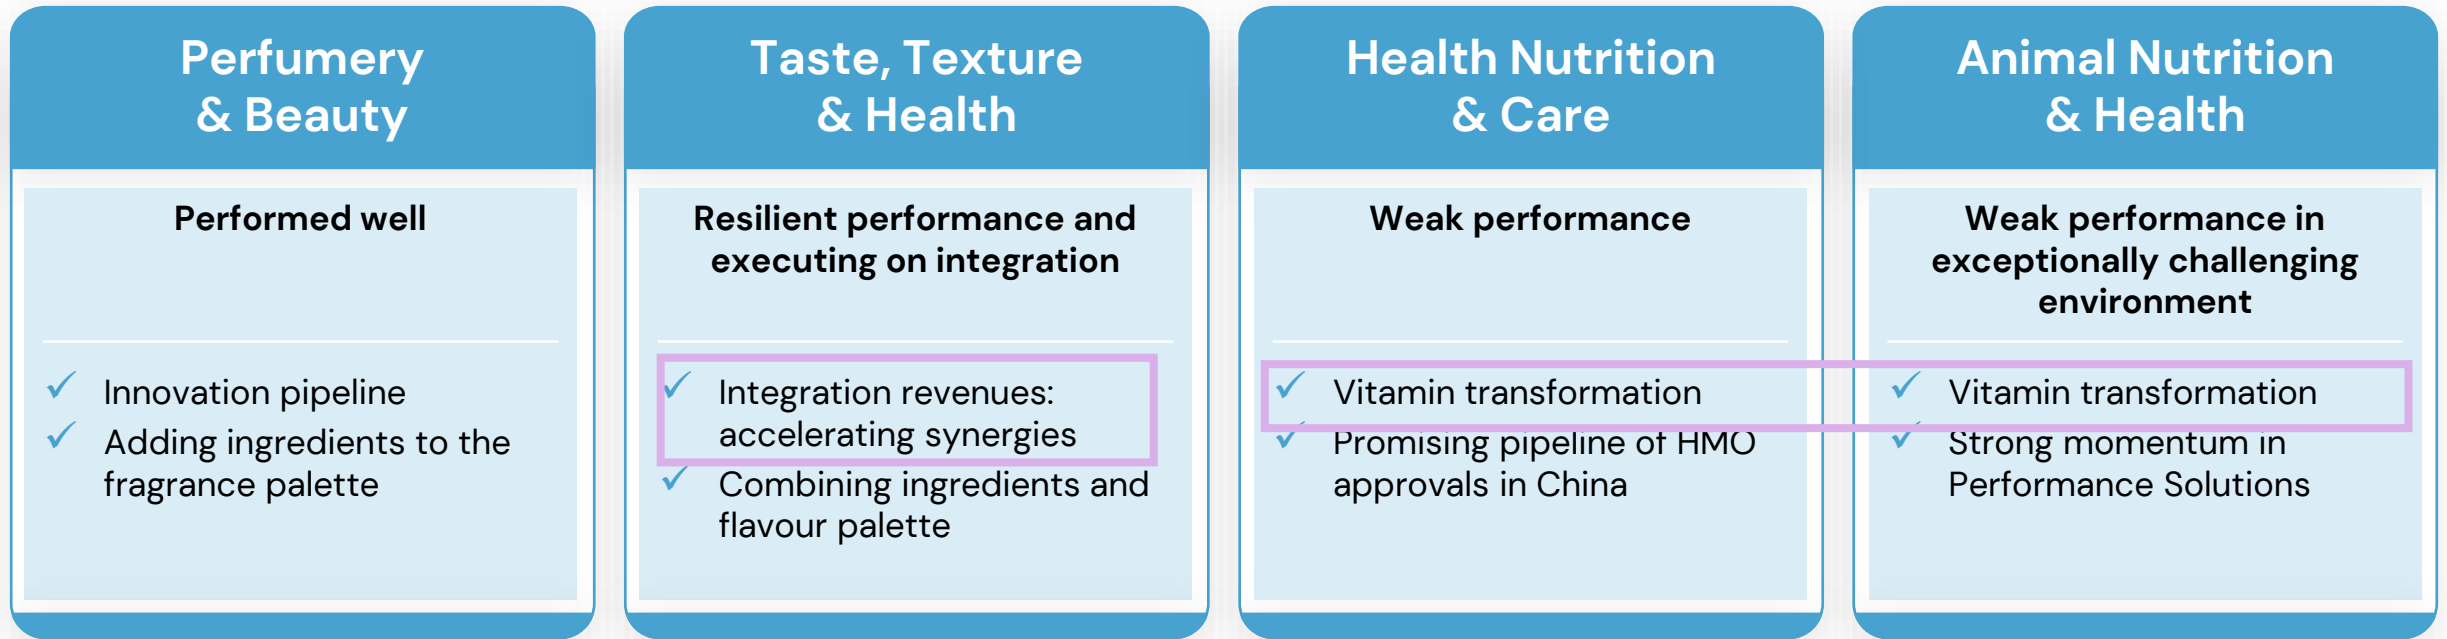 Perfumery
& Beauty
Performed well
✓ Innovation pipeline
✓ Adding ingredients to the
fragrance palette
Taste, Texture
& Health
Resilient performance and
executing on integration
✓ Integration revenues:
accelerating synergies
✓ Combining ingredients and
flavour palette
Health Nutrition
& Care
Weak performance
✓ Vitamin transformation
✓ Promising pipeline of HMO
approvals in China
Animal Nutrition
& Health
Weak performance in
exceptionally challenging
environment
✓ Vitamin transformation
✓ Strong momentum in
Performance Solutions